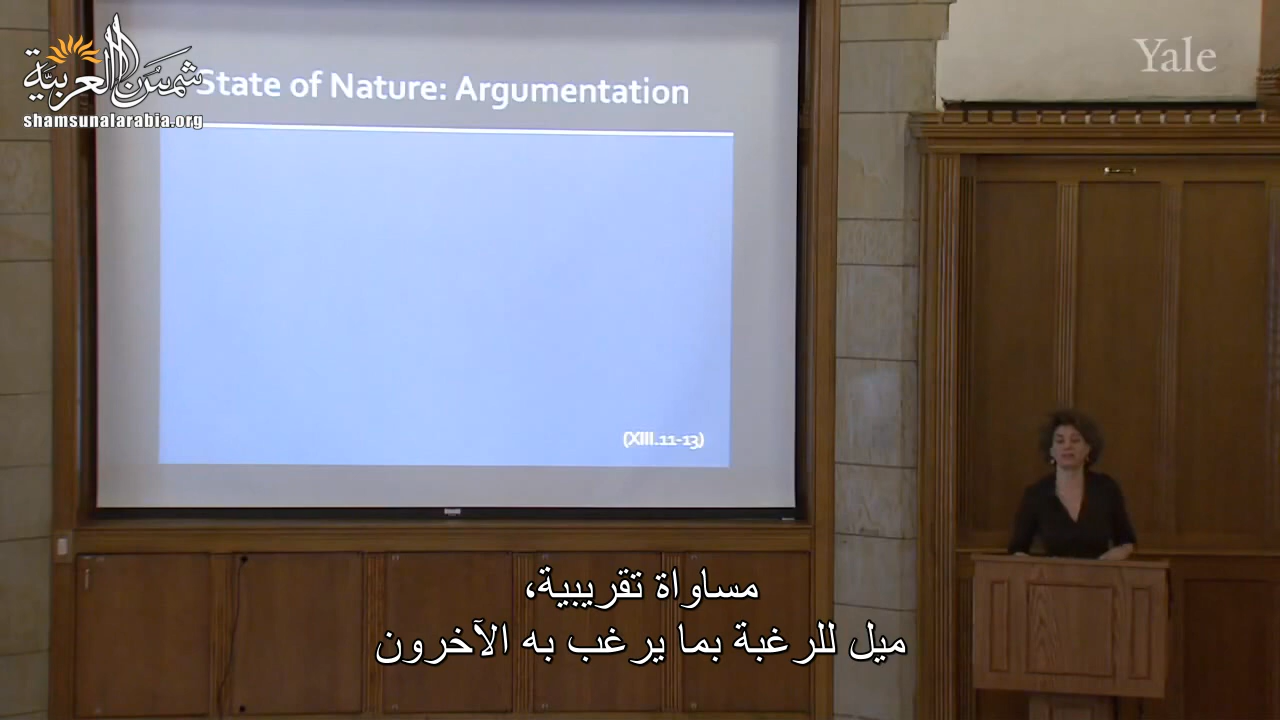 شمس العربية
shamsunalarabia.org
State of Nature: Argumentation
Yale
(XIII.11-13)
مساواة تقريبية،
ميل للرغبة بما يرغب به الآخرون